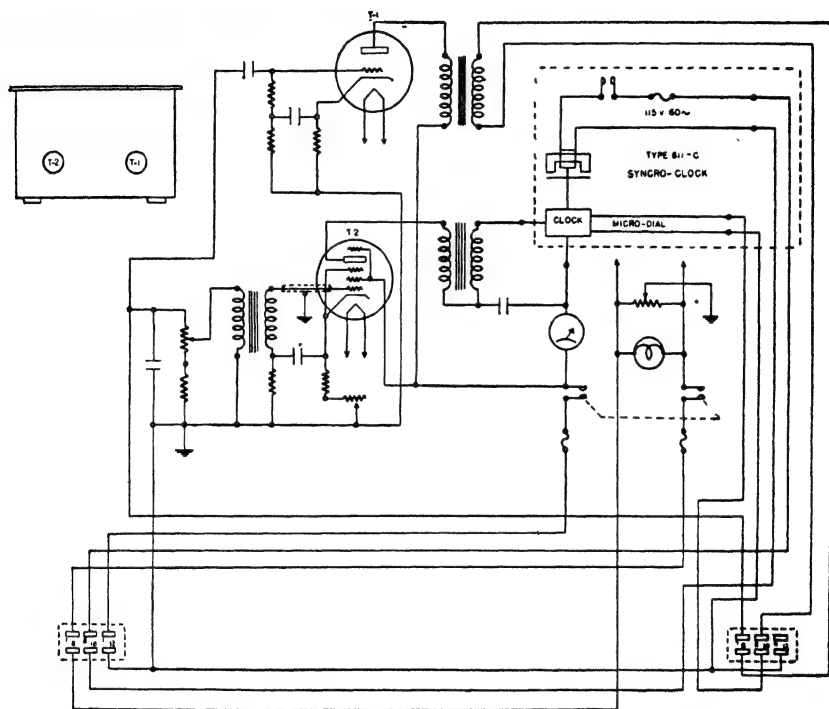 T-1
115 V 60~
TYPE 611-C
SYNCRO-CLOCK
T-2
T-1
CLOCK
MICRO-DIAL
T 2